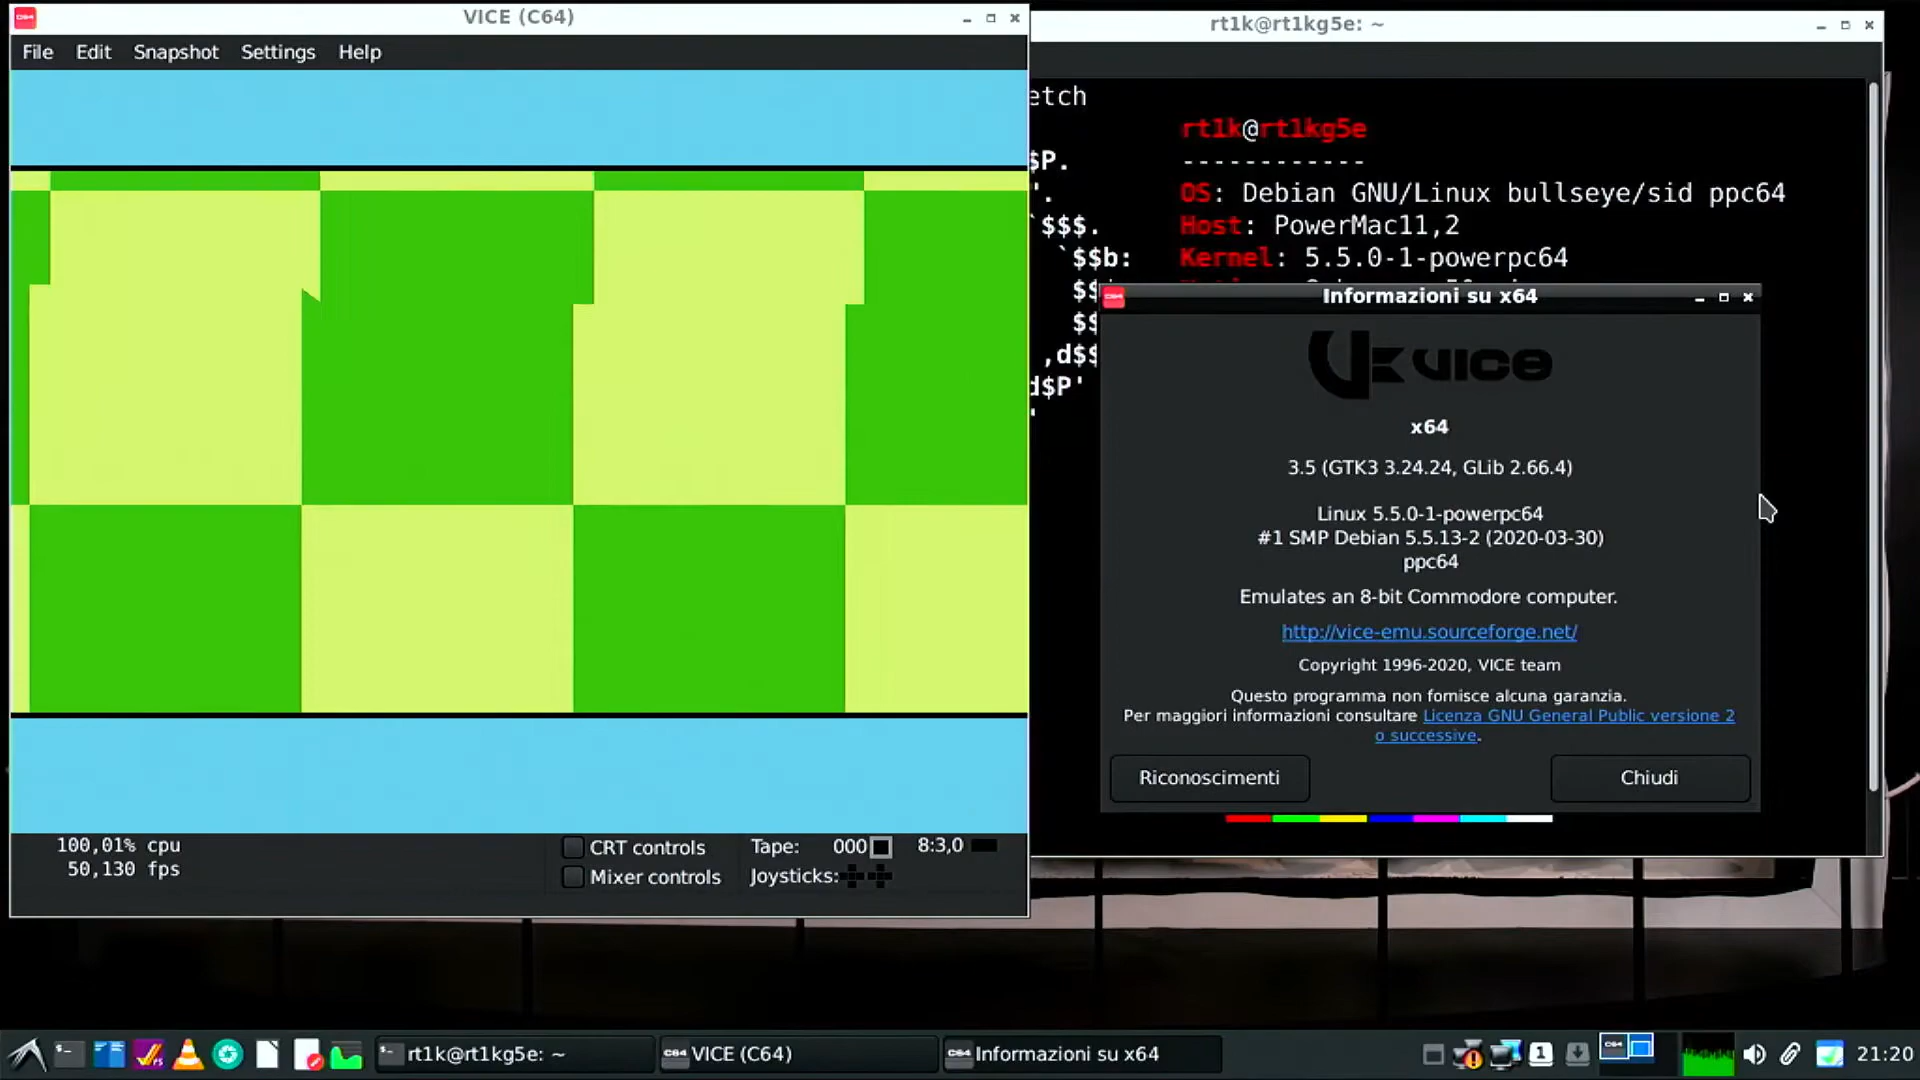 VICE (C64)
File Edit Snapshot Settings Help
100,01% cpu
50,130 fps
CRT controls
Mixer controls
Tape: 000
8:3,0
Joysticks:
rt1k@rt1kg5e: ~
etch
rt1k@rt1kg5e
------------
$P.
OS: Debian GNU/Linux bullseye/sid ppc64
'.
`$$$. Host: PowerMac11,2
`$$b: Kernel: 5.5.0-1-powerpc64
$$
$$
,d$$
d$P'
Informazioni su x64
VICE
x64
3.5 (GTK3 3.24.24, GLib 2.66.4)
Linux 5.5.0-1-powerpc64
#1 SMP Debian 5.5.13-2 (2020-03-30)
ppc64
Emulates an 8-bit Commodore computer.
http://vice-emu.sourceforge.net/
Copyright 1996-2020, VICE team
Questo programma non fornisce alcuna garanzia.
Per maggiori informazioni consultare Licenza GNU General Public versione 2
o successive.
Riconoscimenti
Chiudi
rt1k@rt1kg5e: ~
C64 VICE (C64)
C64 Informazioni su x64
1
C64
21:20